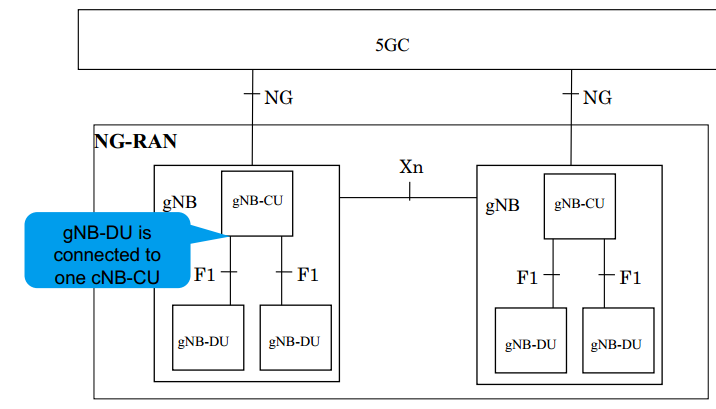 5GC
NG
NG
NG-RAN
Xn
gNB
gNB-CU
gNB
gNB-CU
gNB-DU is
connected to
one cNB-CU
F1
F1
F1
F1
gNB-DU
gNB-DU
gNB-DU
gNB-DU